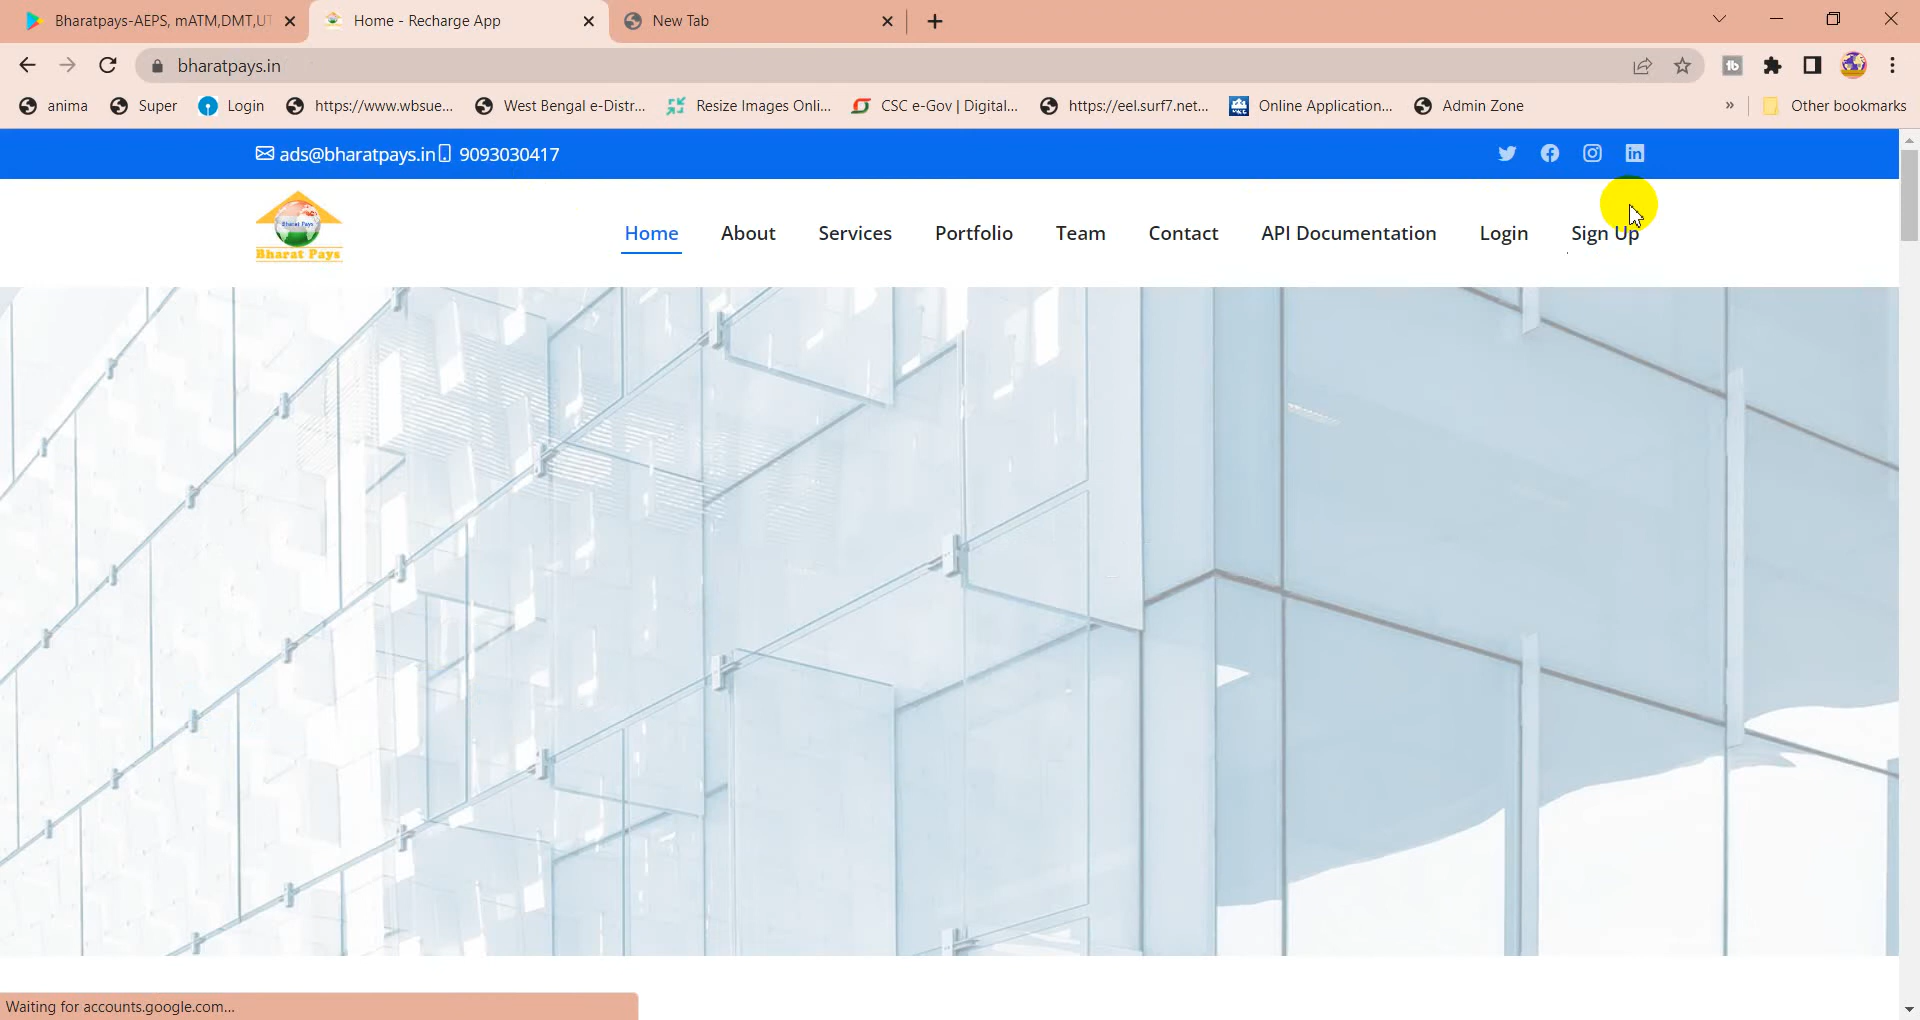 Bharatpays-AEPS, mATM,DMT,UT
Home - Recharge App
New Tab
bharatpays.in
anima
Super
Login
https://www.wbsue...
West Bengal e-Distr...
Resize Images Onli...
CSC e-Gov | Digital...
https://eel.surf7.net...
Online Application...
Admin Zone
»
Other bookmarks
ads@bharatpays.in 9093030417
Bharat Pays
Bharat Pays
Home
About
Services
Portfolio
Team
Contact
API Documentation
Login
Sign Up
Waiting for accounts.google.com...